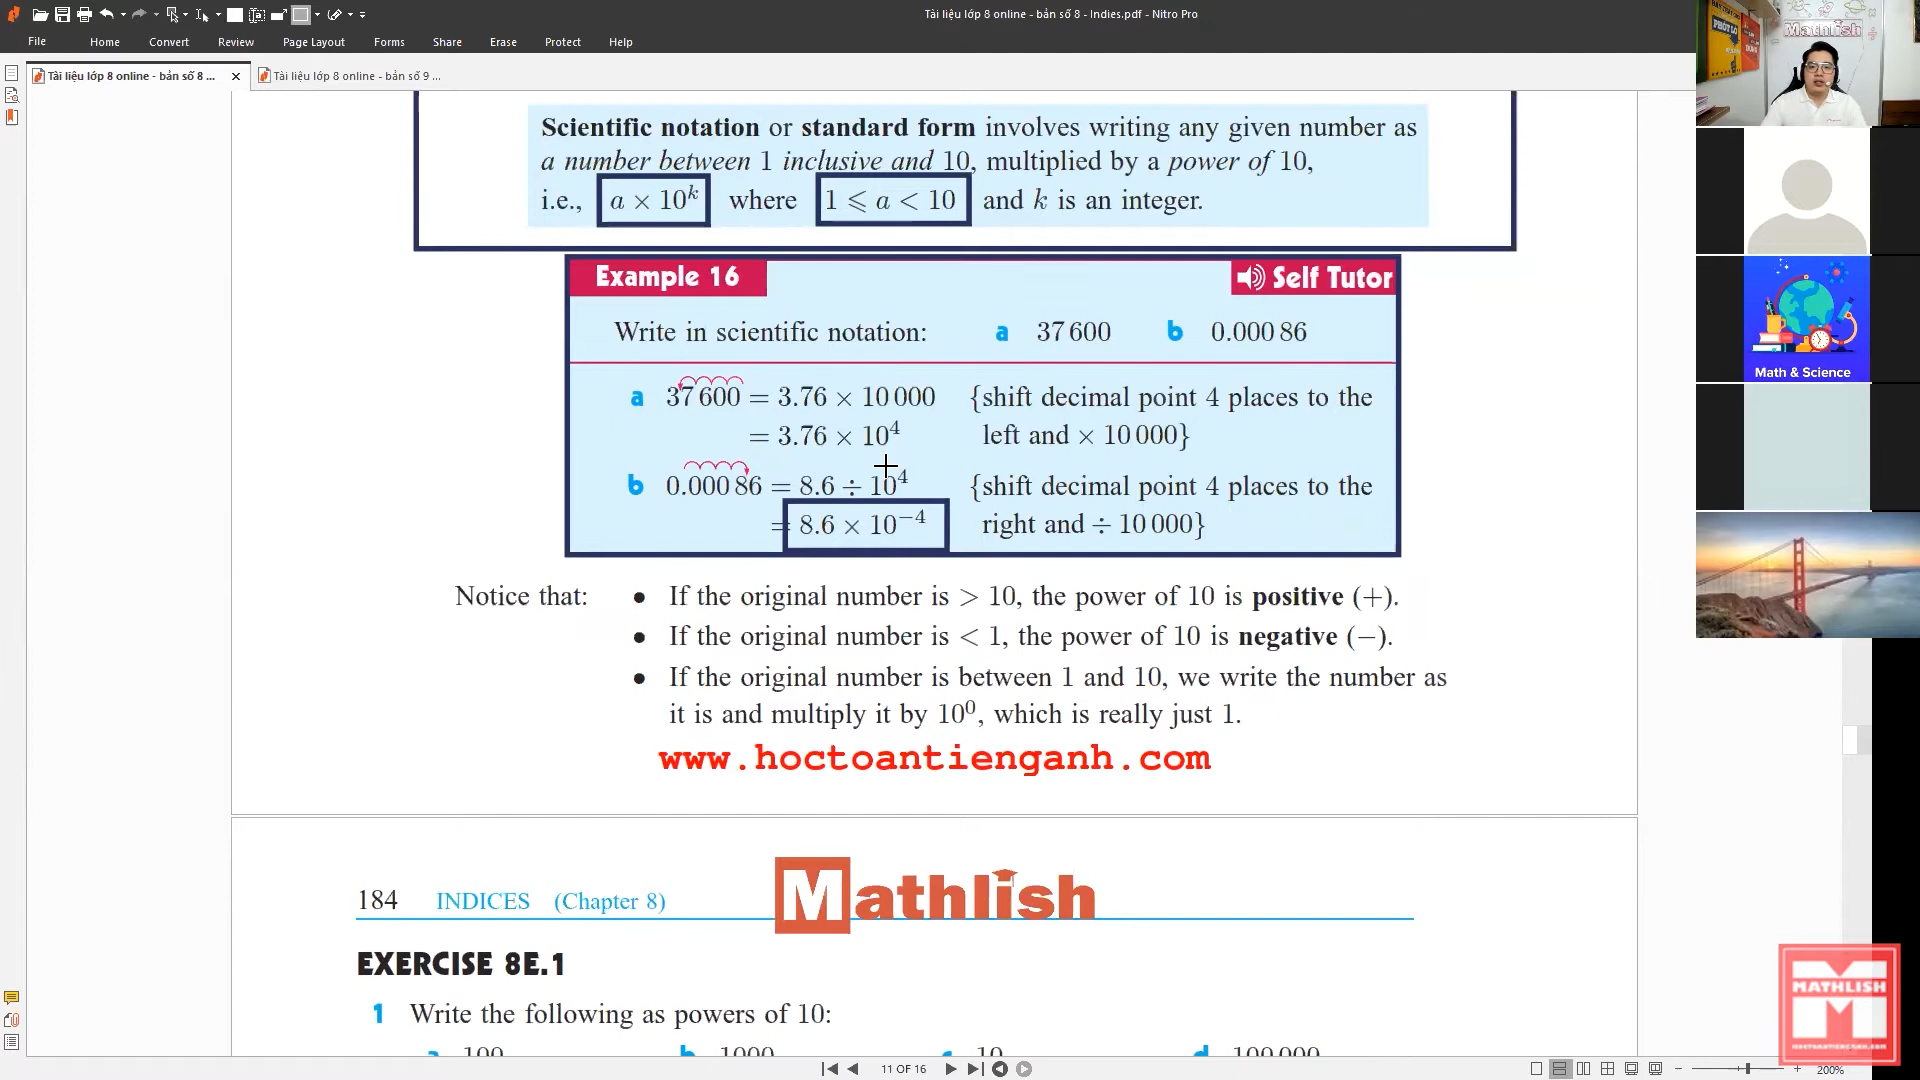 Tài liệu lớp 8 online - bản số 8 - Indies.pdf - Nitro Pro
File Home Convert Review Page Layout Forms Share Erase Protect Help
Tài liệu lớp 8 online - bản số 8 ... × Tài liệu lớp 8 online - bản số 9 ...
Scientific notation or standard form involves writing any given number as
a number between 1 inclusive and 10, multiplied by a power of 10,
i.e., a × 10^k where 1 ⩽ a < 10 and k is an integer.
Example 16 Self Tutor
Write in scientific notation: a 37 600 b 0.000 86
a 37 600 = 3.76 × 10 000 {shift decimal point 4 places to the
= 3.76 × 10^4 left and × 10 000}
b 0.000 86 = 8.6 ÷ 10^4 {shift decimal point 4 places to the
= 8.6 × 10^−4 right and ÷ 10 000}
Notice that: • If the original number is > 10, the power of 10 is positive (+).
• If the original number is < 1, the power of 10 is negative (−).
• If the original number is between 1 and 10, we write the number as
it is and multiply it by 10^0, which is really just 1.
www.hoctoantienganh.com
184 INDICES (Chapter 8) Mathlish
EXERCISE 8E.1
1 Write the following as powers of 10:
a 100 b 1000 c 10 d 100 000
11 OF 16
200%
Mathlish
Math & Science
MATHLISH
M
HOCTOANTIENGANH.COM